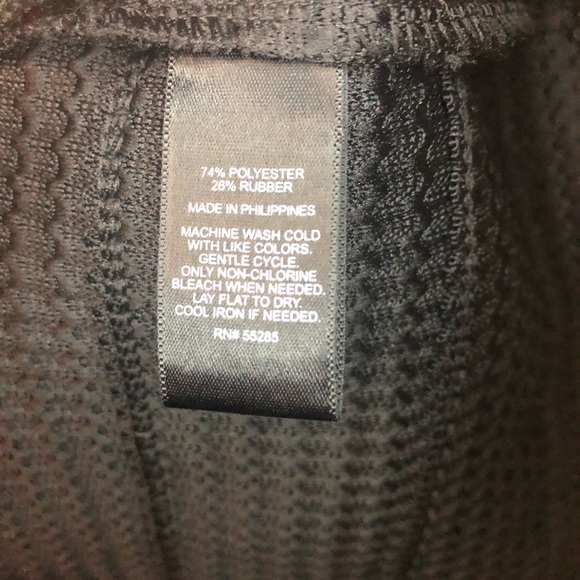 74% POLYESTER
26% RUBBER
MADE IN PHILIPPINES
MACHINE WASH COLD
WITH LIKE COLORS.
GENTLE CYCLE.
ONLY NON-CHLORINE
BLEACH WHEN NEEDED.
LAY FLAT TO DRY.
COOL IRON IF NEEDED.
RN# 55285